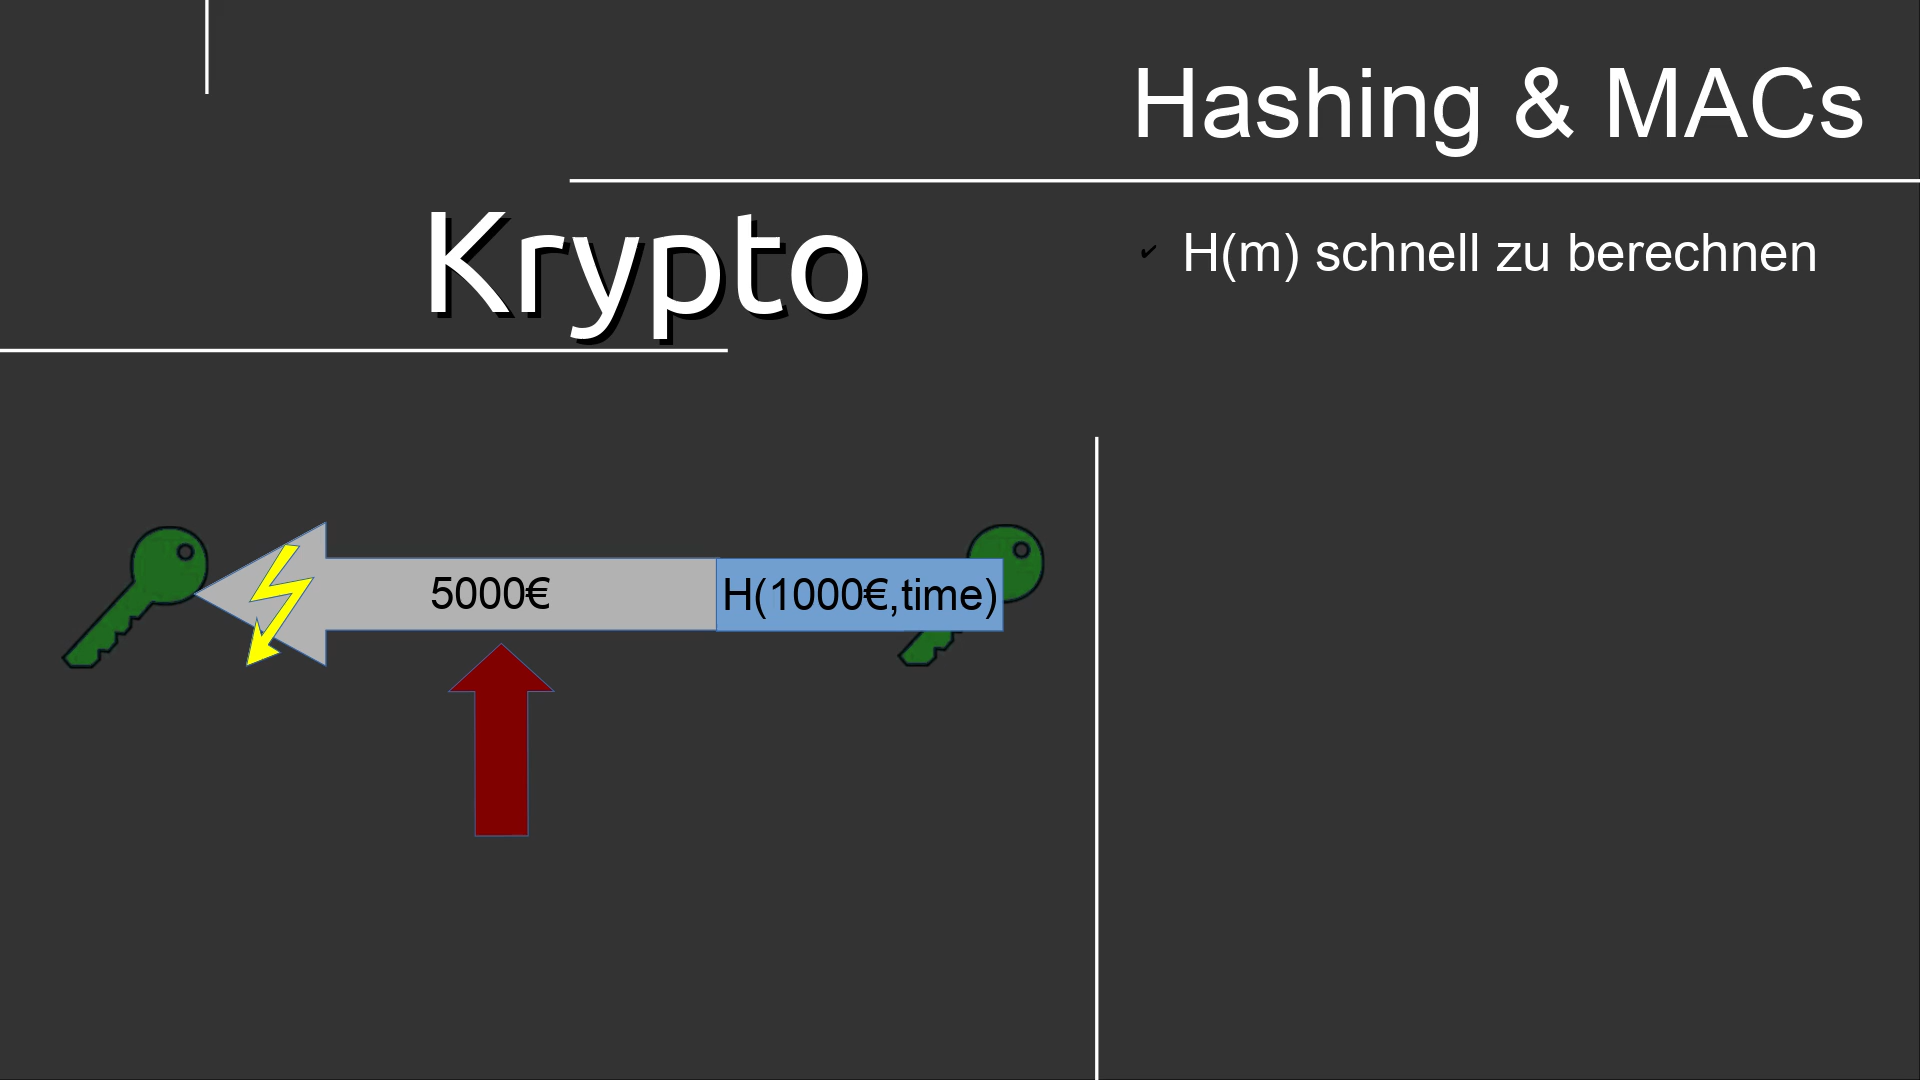 Hashing & MACs
Krypto
✔ H(m) schnell zu berechnen
5000€
H(1000€,time)